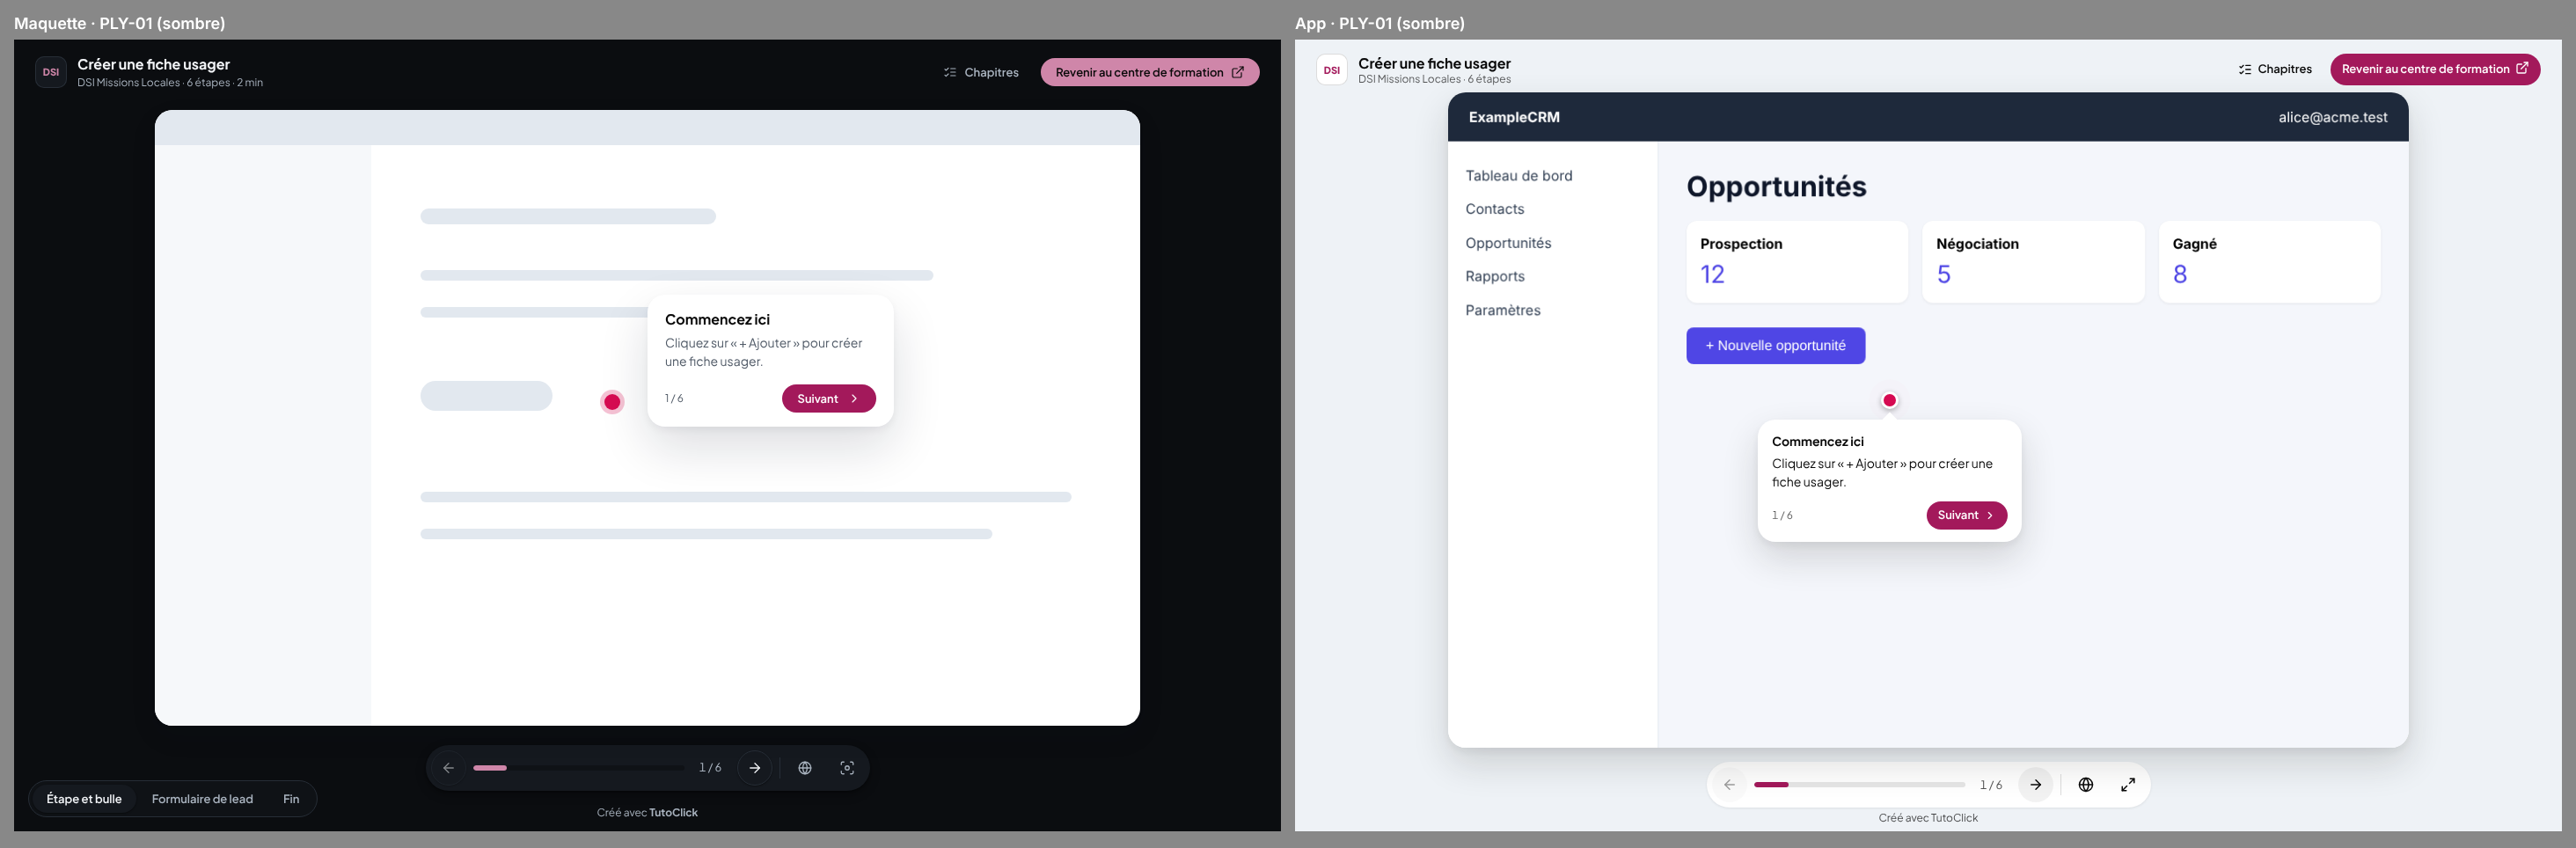 Maquette · PLY-01 (sombre)
DSI
Créer une fiche usager
DSI Missions Locales · 6 étapes · 2 min
Chapitres
Revenir au centre de formation
Commencez ici
Cliquez sur « + Ajouter » pour créer
une fiche usager.
1 / 6
Suivant
1 / 6
Étape et bulle
Formulaire de lead
Fin
Créé avec TutoClick
App · PLY-01 (sombre)
DSI
Créer une fiche usager
DSI Missions Locales · 6 étapes
Chapitres
Revenir au centre de formation
ExampleCRM
alice@acme.test
Tableau de bord
Contacts
Opportunités
Rapports
Paramètres
Opportunités
Prospection
12
Négociation
5
Gagné
8
+ Nouvelle opportunité
Commencez ici
Cliquez sur « + Ajouter » pour créer une
fiche usager.
1 / 6
Suivant
1 / 6
Créé avec TutoClick